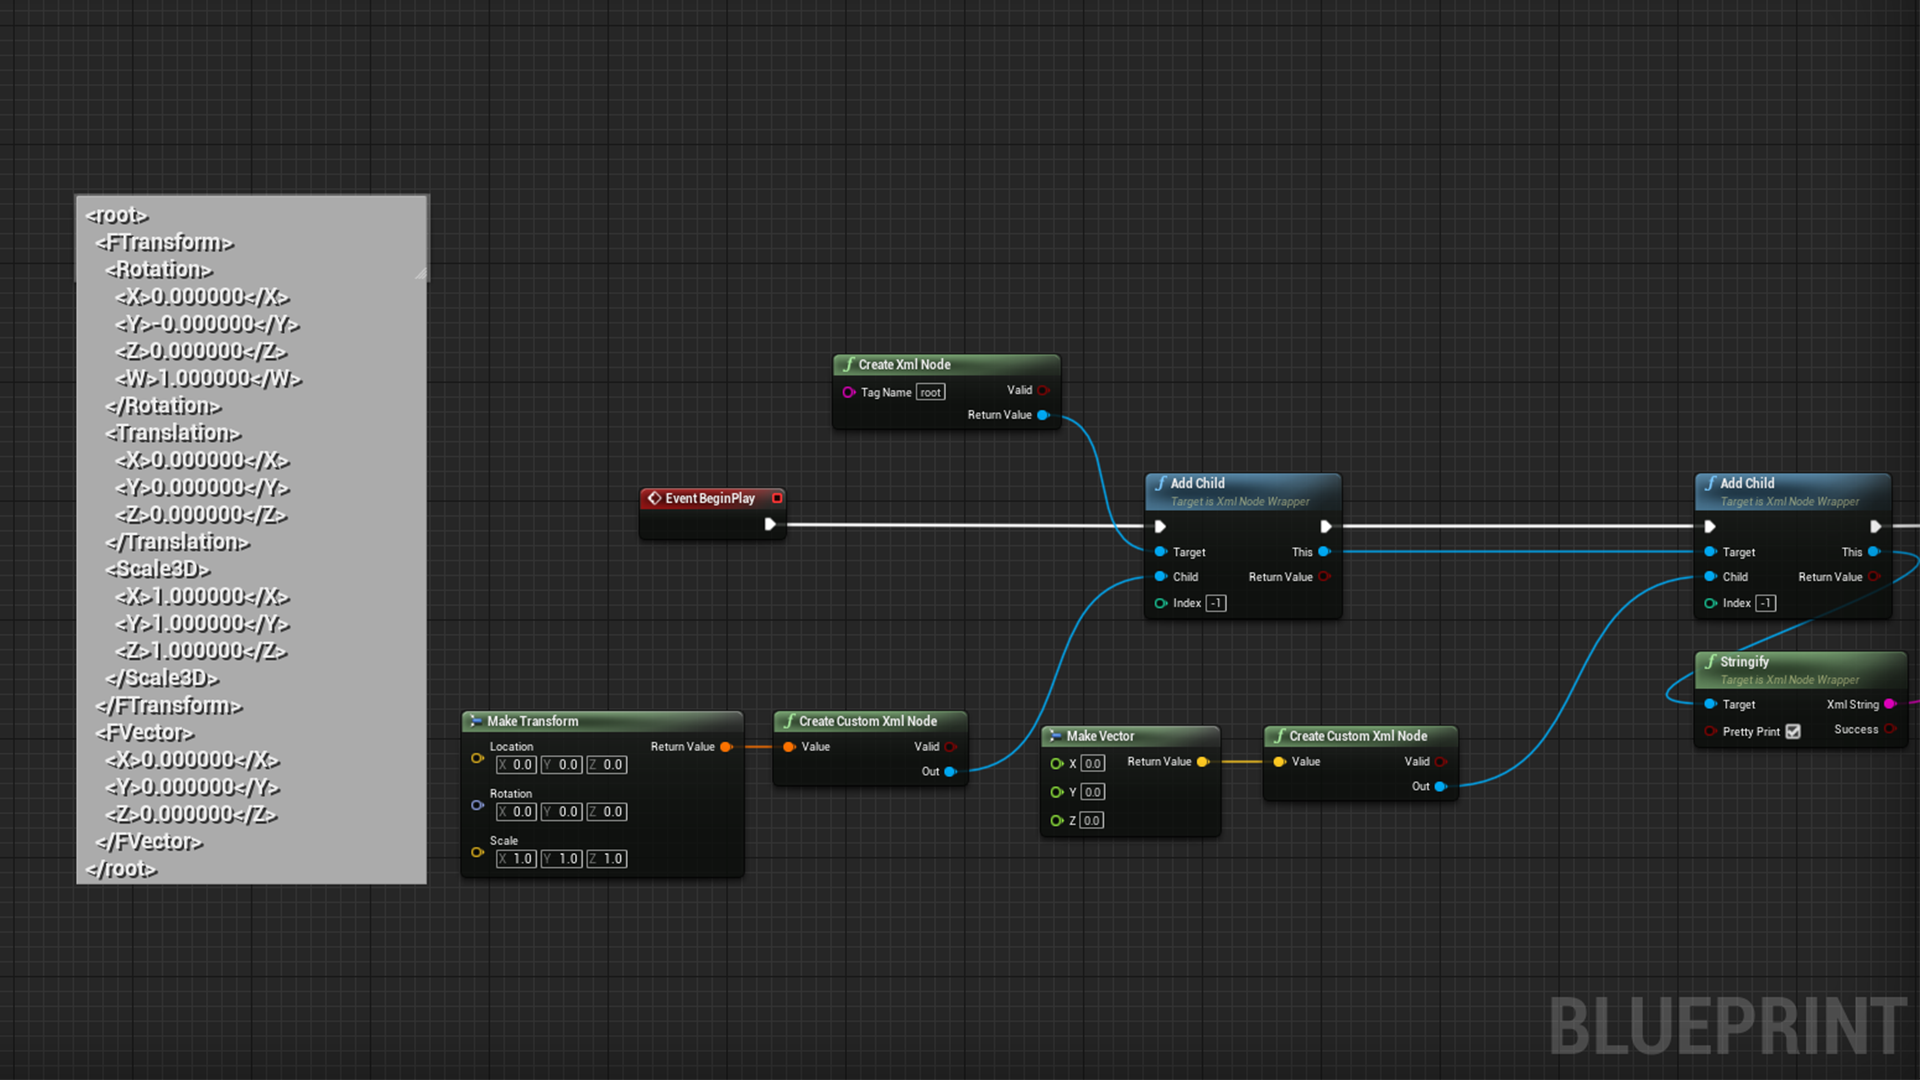 <root>
<FTransform>
<Rotation>
<X>0.000000</X>
<Y>-0.000000</Y>
<Z>0.000000</Z>
<W>1.000000</W>
</Rotation>
<Translation>
<X>0.000000</X>
<Y>0.000000</Y>
<Z>0.000000</Z>
</Translation>
<Scale3D>
<X>1.000000</X>
<Y>1.000000</Y>
<Z>1.000000</Z>
</Scale3D>
</FTransform>
<FVector>
<X>0.000000</X>
<Y>0.000000</Y>
<Z>0.000000</Z>
</FVector>
</root>
Create Xml Node
Tag Name root Valid
Return Value
Event BeginPlay
Add Child
Target is Xml Node Wrapper
Target This
Child Return Value
Index -1
Add Child
Target is Xml Node Wrapper
Target This
Child Return Value
Index -1
Stringify
Target is Xml Node Wrapper
Target Xml String
Pretty Print Success
Make Transform
Location Return Value
X 0.0 Y 0.0 Z 0.0
Rotation
X 0.0 Y 0.0 Z 0.0
Scale
X 1.0 Y 1.0 Z 1.0
Create Custom Xml Node
Value Valid
Out
Make Vector
X 0.0 Return Value
Y 0.0
Z 0.0
Create Custom Xml Node
Value Valid
Out
BLUEPRINT